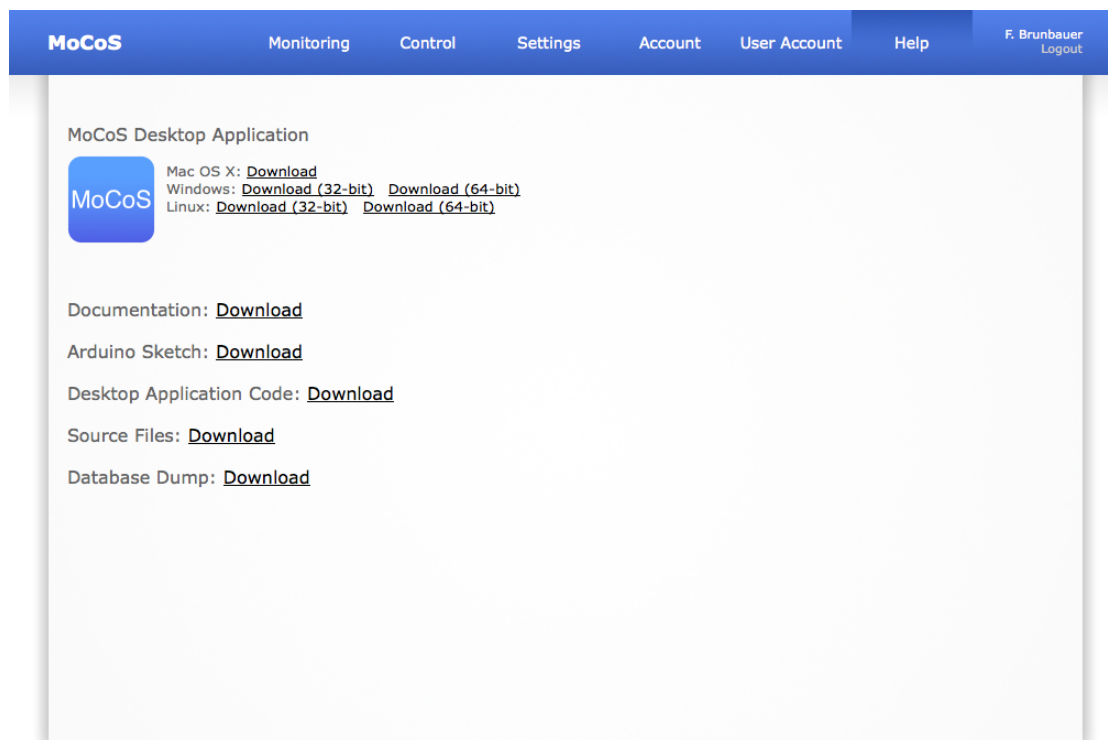 MoCoS Monitoring Control Settings Account User Account Help F. Brunbauer
Logout
MoCoS Desktop Application
MoCoS
Mac OS X: Download
Windows: Download (32-bit) Download (64-bit)
Linux: Download (32-bit) Download (64-bit)
Documentation: Download
Arduino Sketch: Download
Desktop Application Code: Download
Source Files: Download
Database Dump: Download